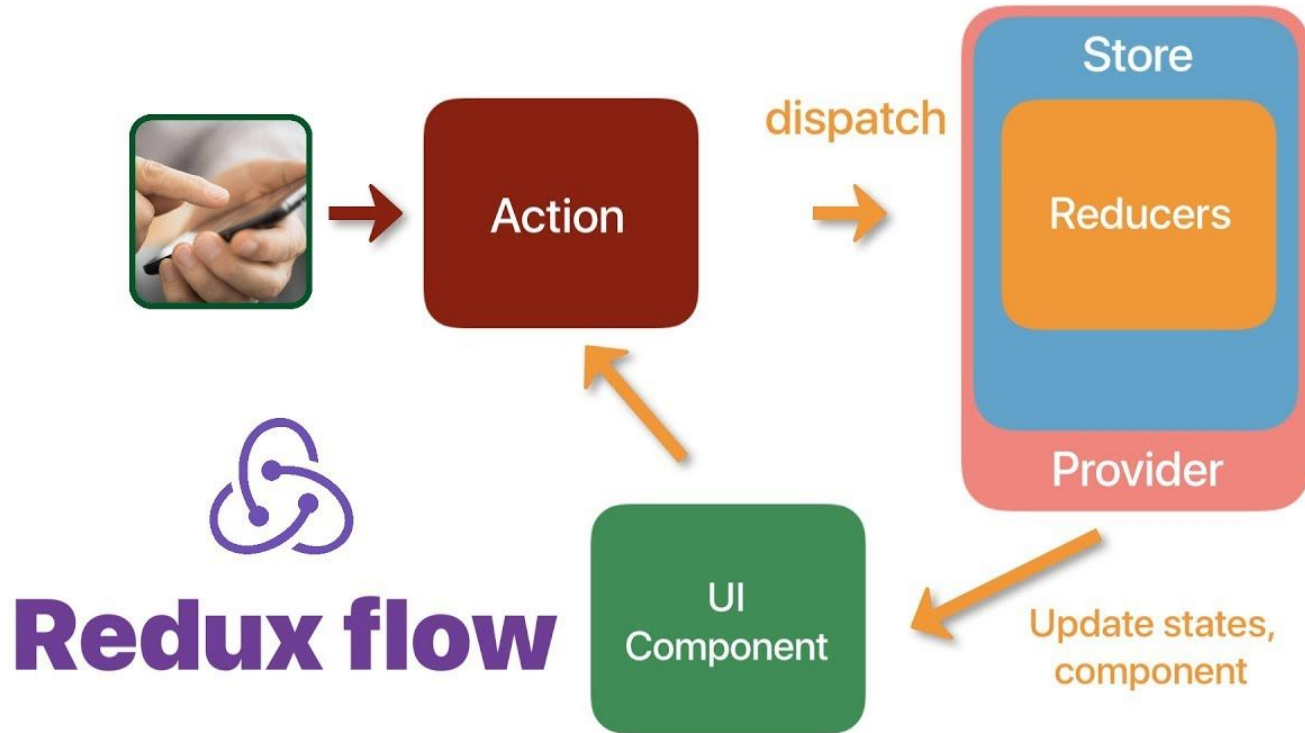 Store
dispatch
Action
Reducers
Provider
UI
Component
Redux flow
Update states,
component